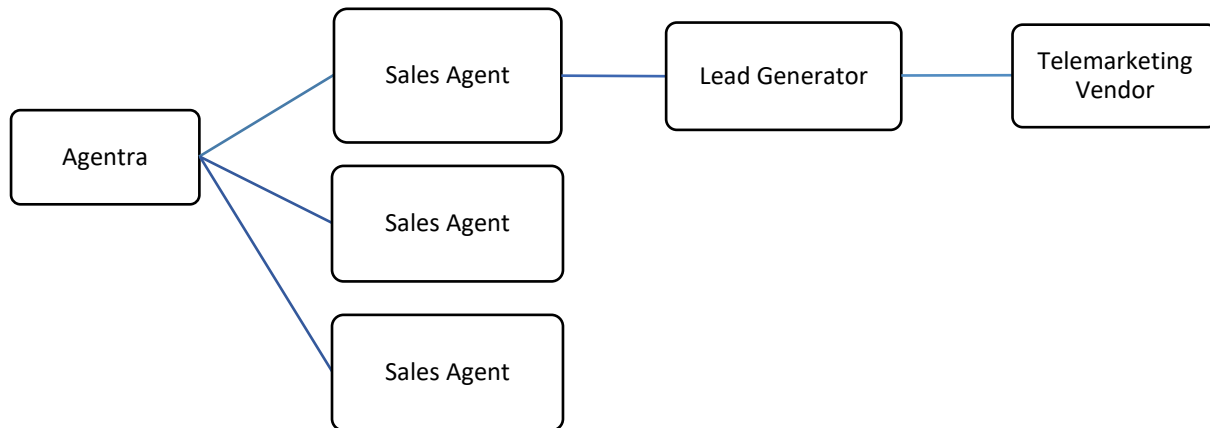 Agentra
Sales Agent
Lead Generator
Telemarketing
Vendor
Sales Agent
Sales Agent